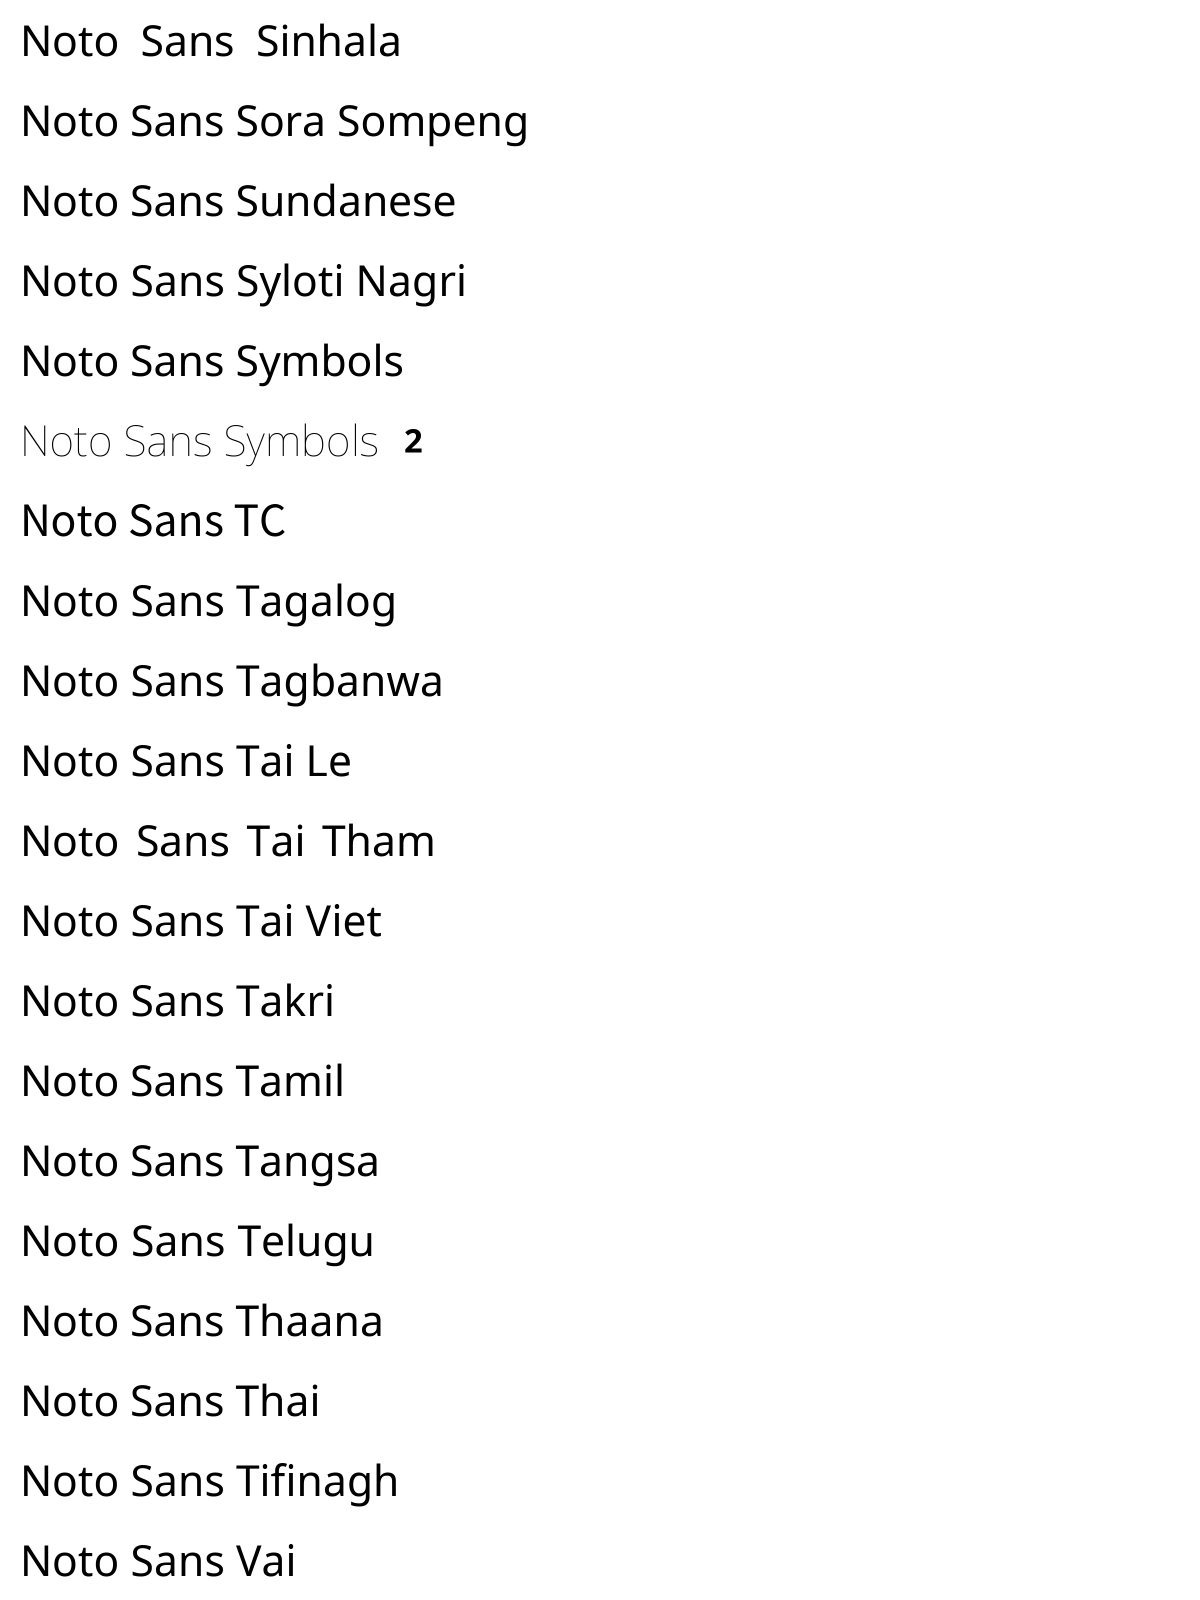 Noto Sans Sinhala
Noto Sans Sora Sompeng
Noto Sans Sundanese
Noto Sans Syloti Nagri
Noto Sans Symbols
Noto Sans Symbols 2
Noto Sans TC
Noto Sans Tagalog
Noto Sans Tagbanwa
Noto Sans Tai Le
Noto Sans Tai Tham
Noto Sans Tai Viet
Noto Sans Takri
Noto Sans Tamil
Noto Sans Tangsa
Noto Sans Telugu
Noto Sans Thaana
Noto Sans Thai
Noto Sans Tifinagh
Noto Sans Vai